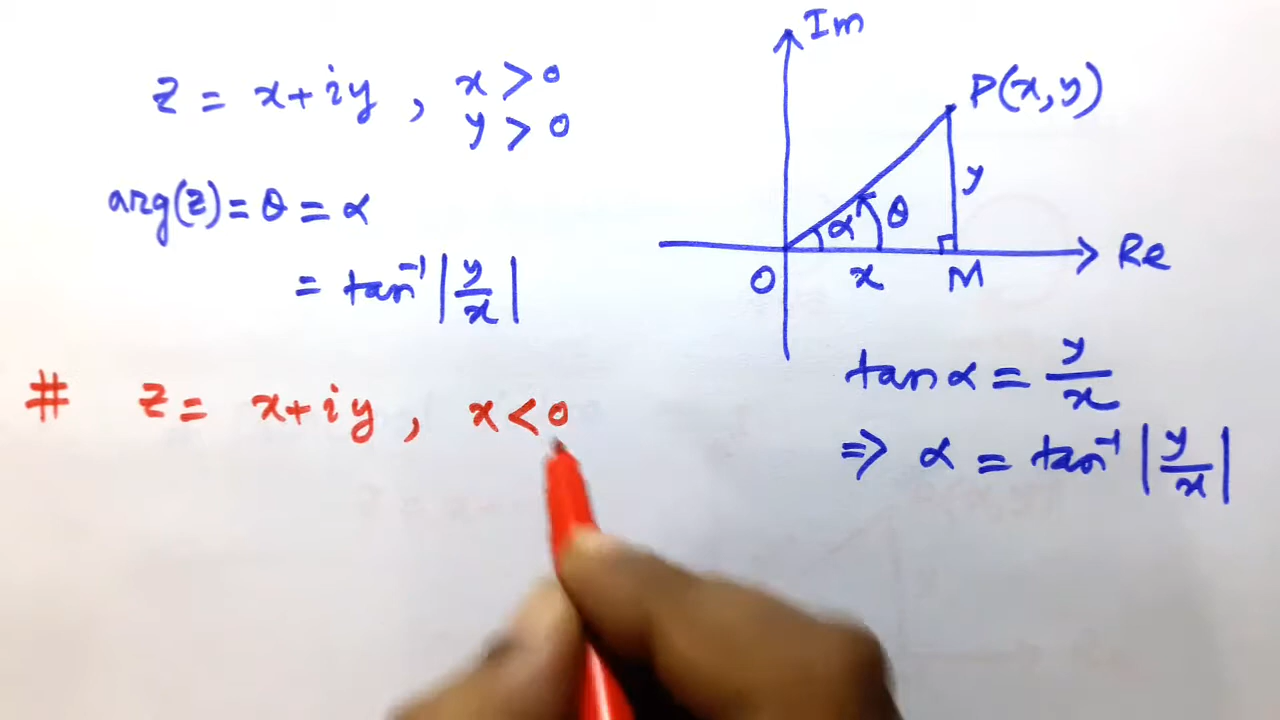 z = x+iy , x > 0
y > 0
arg(z) = θ = α
= tan⁻¹ |y/x|
# z = x+iy , x < 0
Im
P(x, y)
y
α θ
Re
O x M
tan α = y/x
⇒ α = tan⁻¹ |y/x|